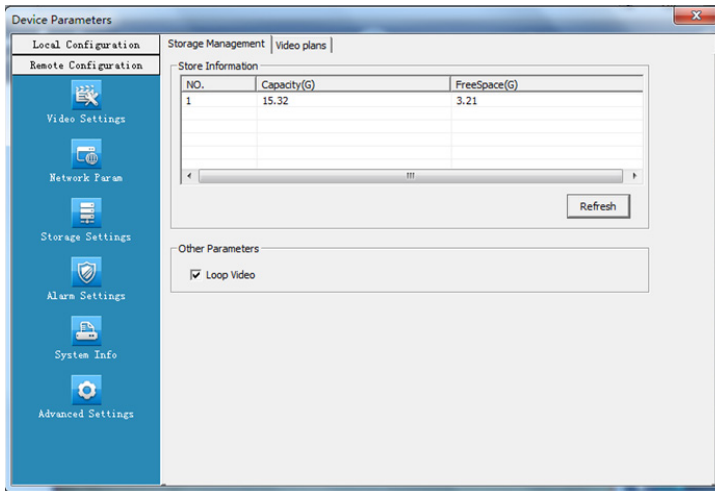 Device Parameters
Local Configuration
Remote Configuration
Video Settings
Network Param
Storage Settings
Alarm Settings
System Info
Advanced Settings
Storage Management Video plans
Store Information
NO. Capacity(G) FreeSpace(G)
1 15.32 3.21
Refresh
Other Parameters
Loop Video